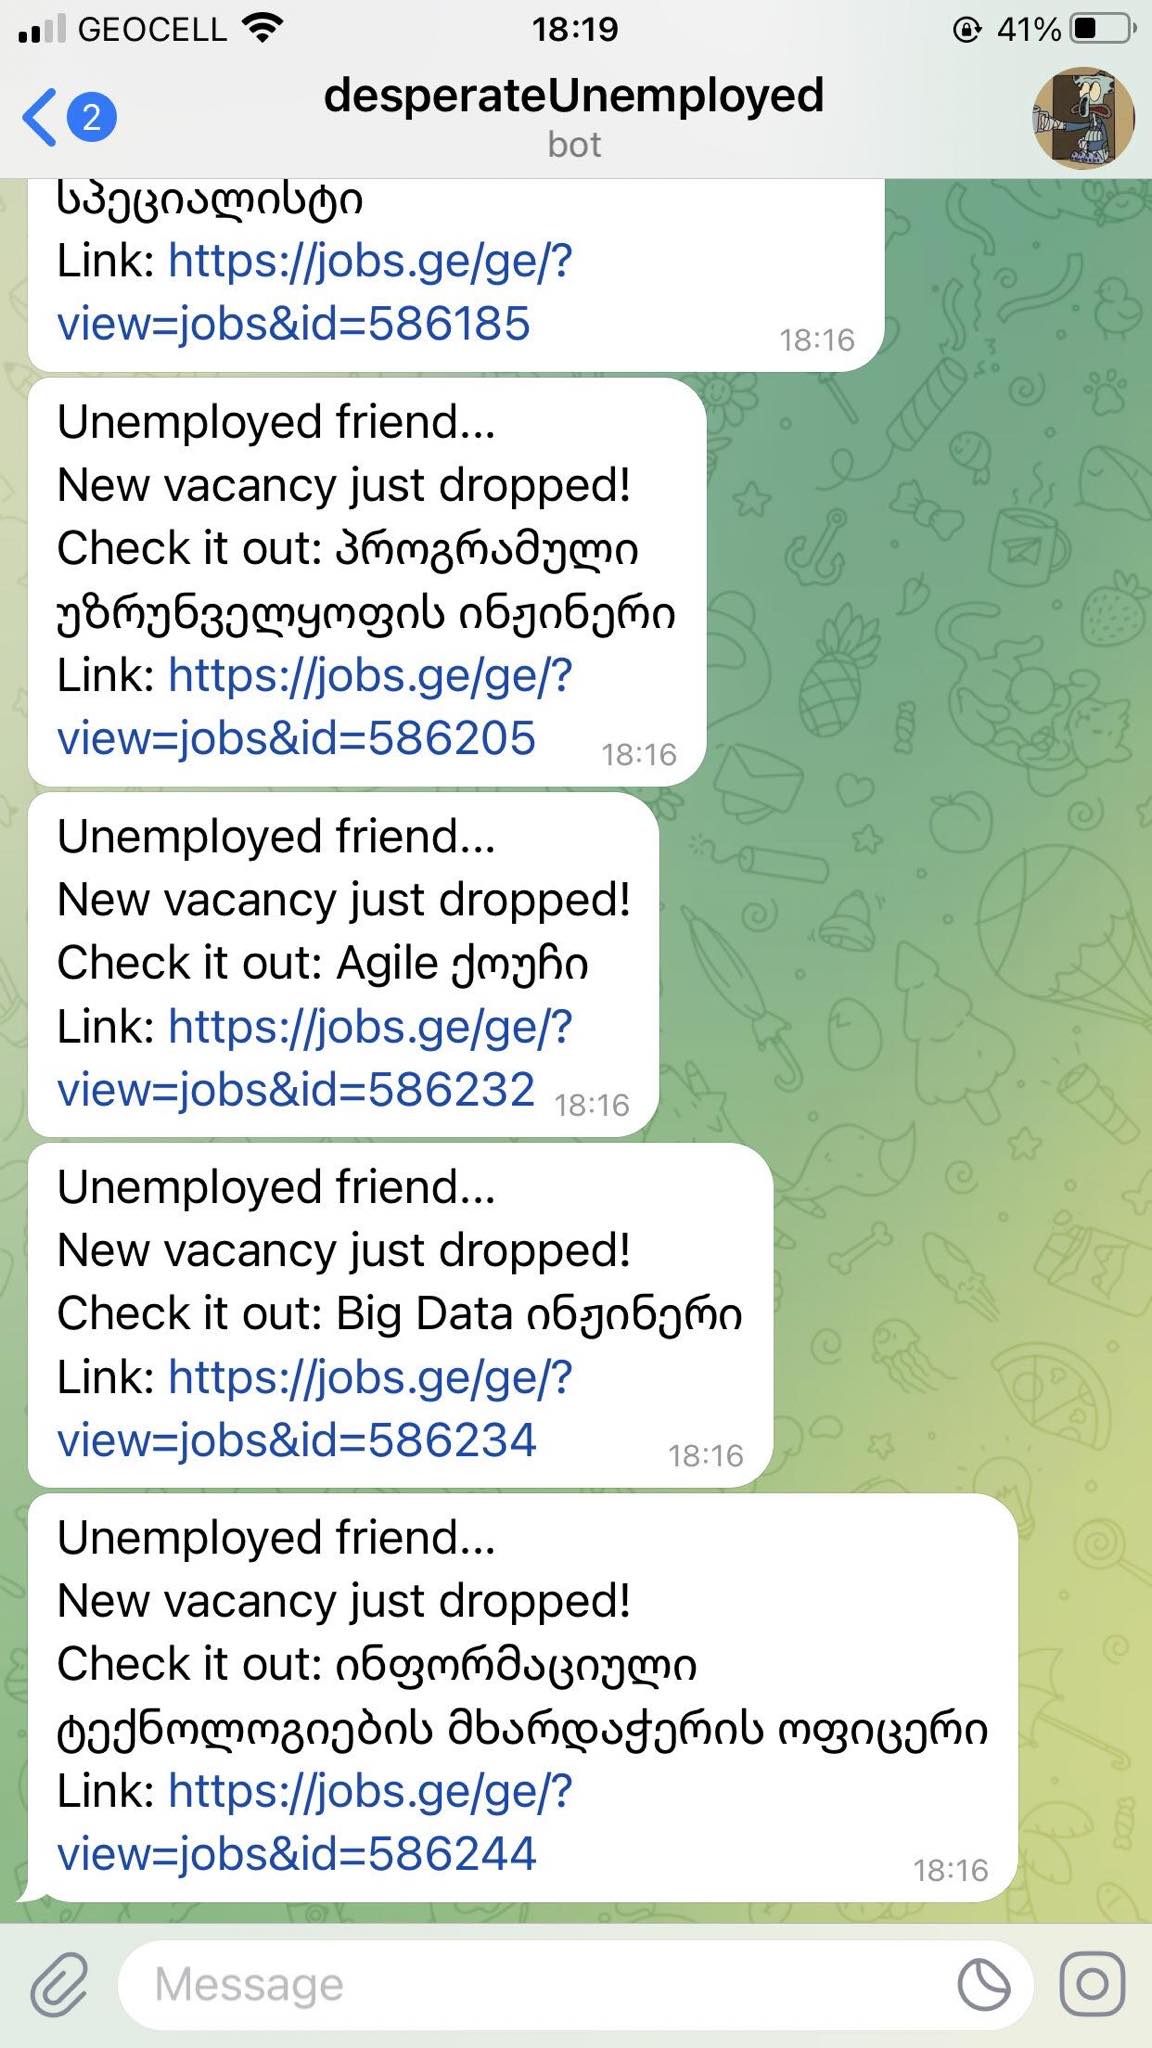 GEOCELL
18:19
41%
2
desperateUnemployed
bot
სპეციალისტი
Link: https://jobs.ge/ge/?
view=jobs&id=586185
18:16
Unemployed friend...
New vacancy just dropped!
Check it out: პროგრამული
უზრუნველყოფის ინჟინერი
Link: https://jobs.ge/ge/?
view=jobs&id=586205
18:16
Unemployed friend...
New vacancy just dropped!
Check it out: Agile ქოუჩი
Link: https://jobs.ge/ge/?
view=jobs&id=586232
18:16
Unemployed friend...
New vacancy just dropped!
Check it out: Big Data ინჟინერი
Link: https://jobs.ge/ge/?
view=jobs&id=586234
18:16
Unemployed friend...
New vacancy just dropped!
Check it out: ინფორმაციული
ტექნოლოგიების მხარდაჭერის ოფიცერი
Link: https://jobs.ge/ge/?
view=jobs&id=586244
18:16
Message